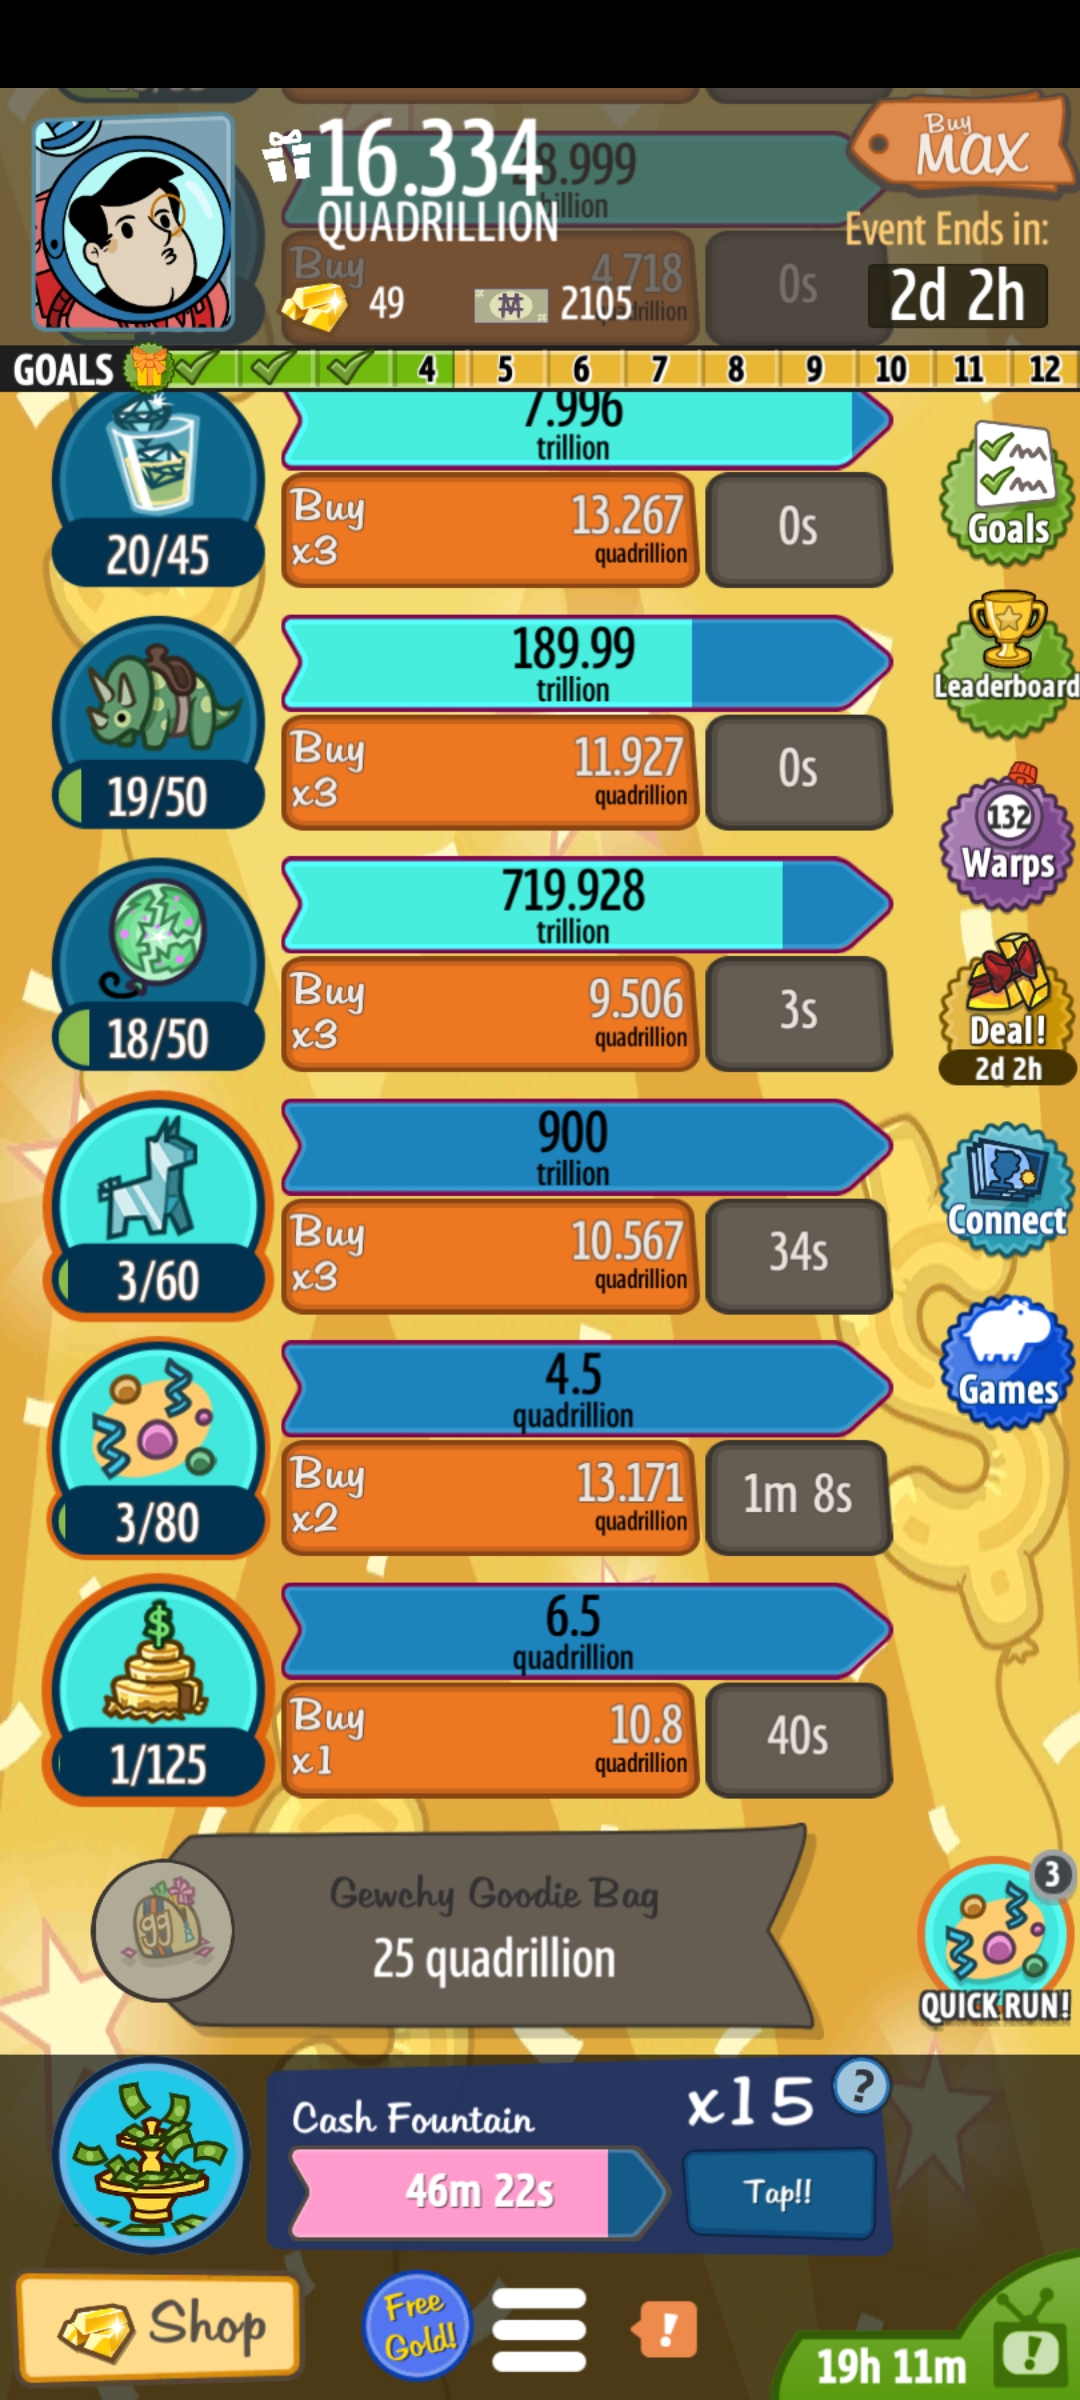 16.334
QUADRILLION
8.999
Buy
MAX
Event Ends in:
Buy
4.718
0s
49
2105
2d 2h
GOALS 4 5 6 7 8 9 10 11 12
7.996
trillion
Buy
x3
13.267
quadrillion
0s
20/45
Goals
189.99
trillion
Buy
x3
11.927
quadrillion
0s
19/50
Leaderboard
132
Warps
719.928
trillion
Buy
x3
9.506
quadrillion
3s
18/50
Deal!
2d 2h
900
trillion
Buy
x3
10.567
quadrillion
34s
3/60
Connect
4.5
quadrillion
Buy
x2
13.171
quadrillion
1m 8s
3/80
Games
6.5
quadrillion
$
Buy
x1
10.8
quadrillion
40s
1/125
gg
Gewchy Goodie Bag
25 quadrillion
3
QUICK RUN!
Cash Fountain
x15
?
46m 22s
Tap!!
Shop
Free
Gold!
!
19h 11m
!